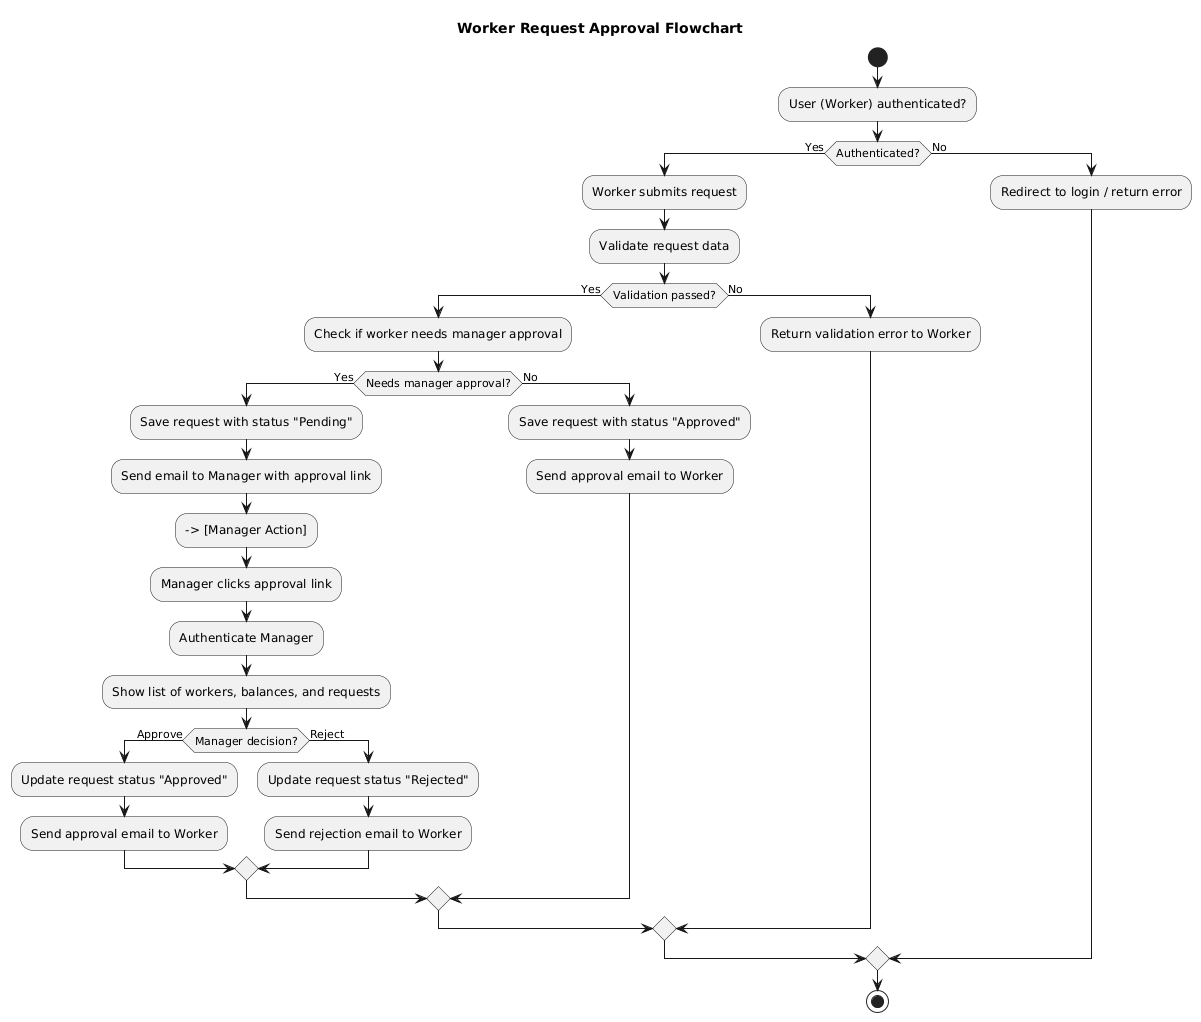 Worker Request Approval Flowchart
User (Worker) authenticated?
Yes
Authenticated?
No
Worker submits request
Redirect to login / return error
Validate request data
Yes
Validation passed?
No
Check if worker needs manager approval
Return validation error to Worker
Yes
Needs manager approval?
No
Save request with status "Pending"
Save request with status "Approved"
Send email to Manager with approval link
Send approval email to Worker
-> [Manager Action]
Manager clicks approval link
Authenticate Manager
Show list of workers, balances, and requests
Approve
Manager decision?
Reject
Update request status "Approved"
Update request status "Rejected"
Send approval email to Worker
Send rejection email to Worker